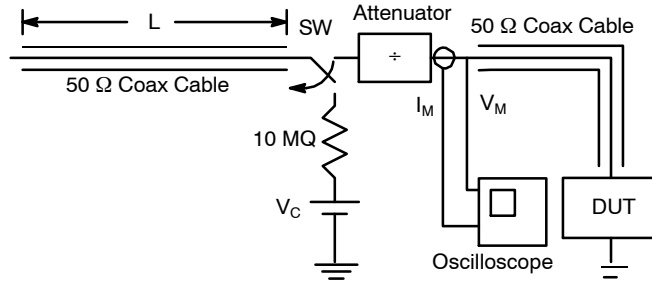 L
SW
Attenuator
50 Ω Coax Cable
÷
50 Ω Coax Cable
I_M
V_M
10 MΩ
V_C
DUT
Oscilloscope